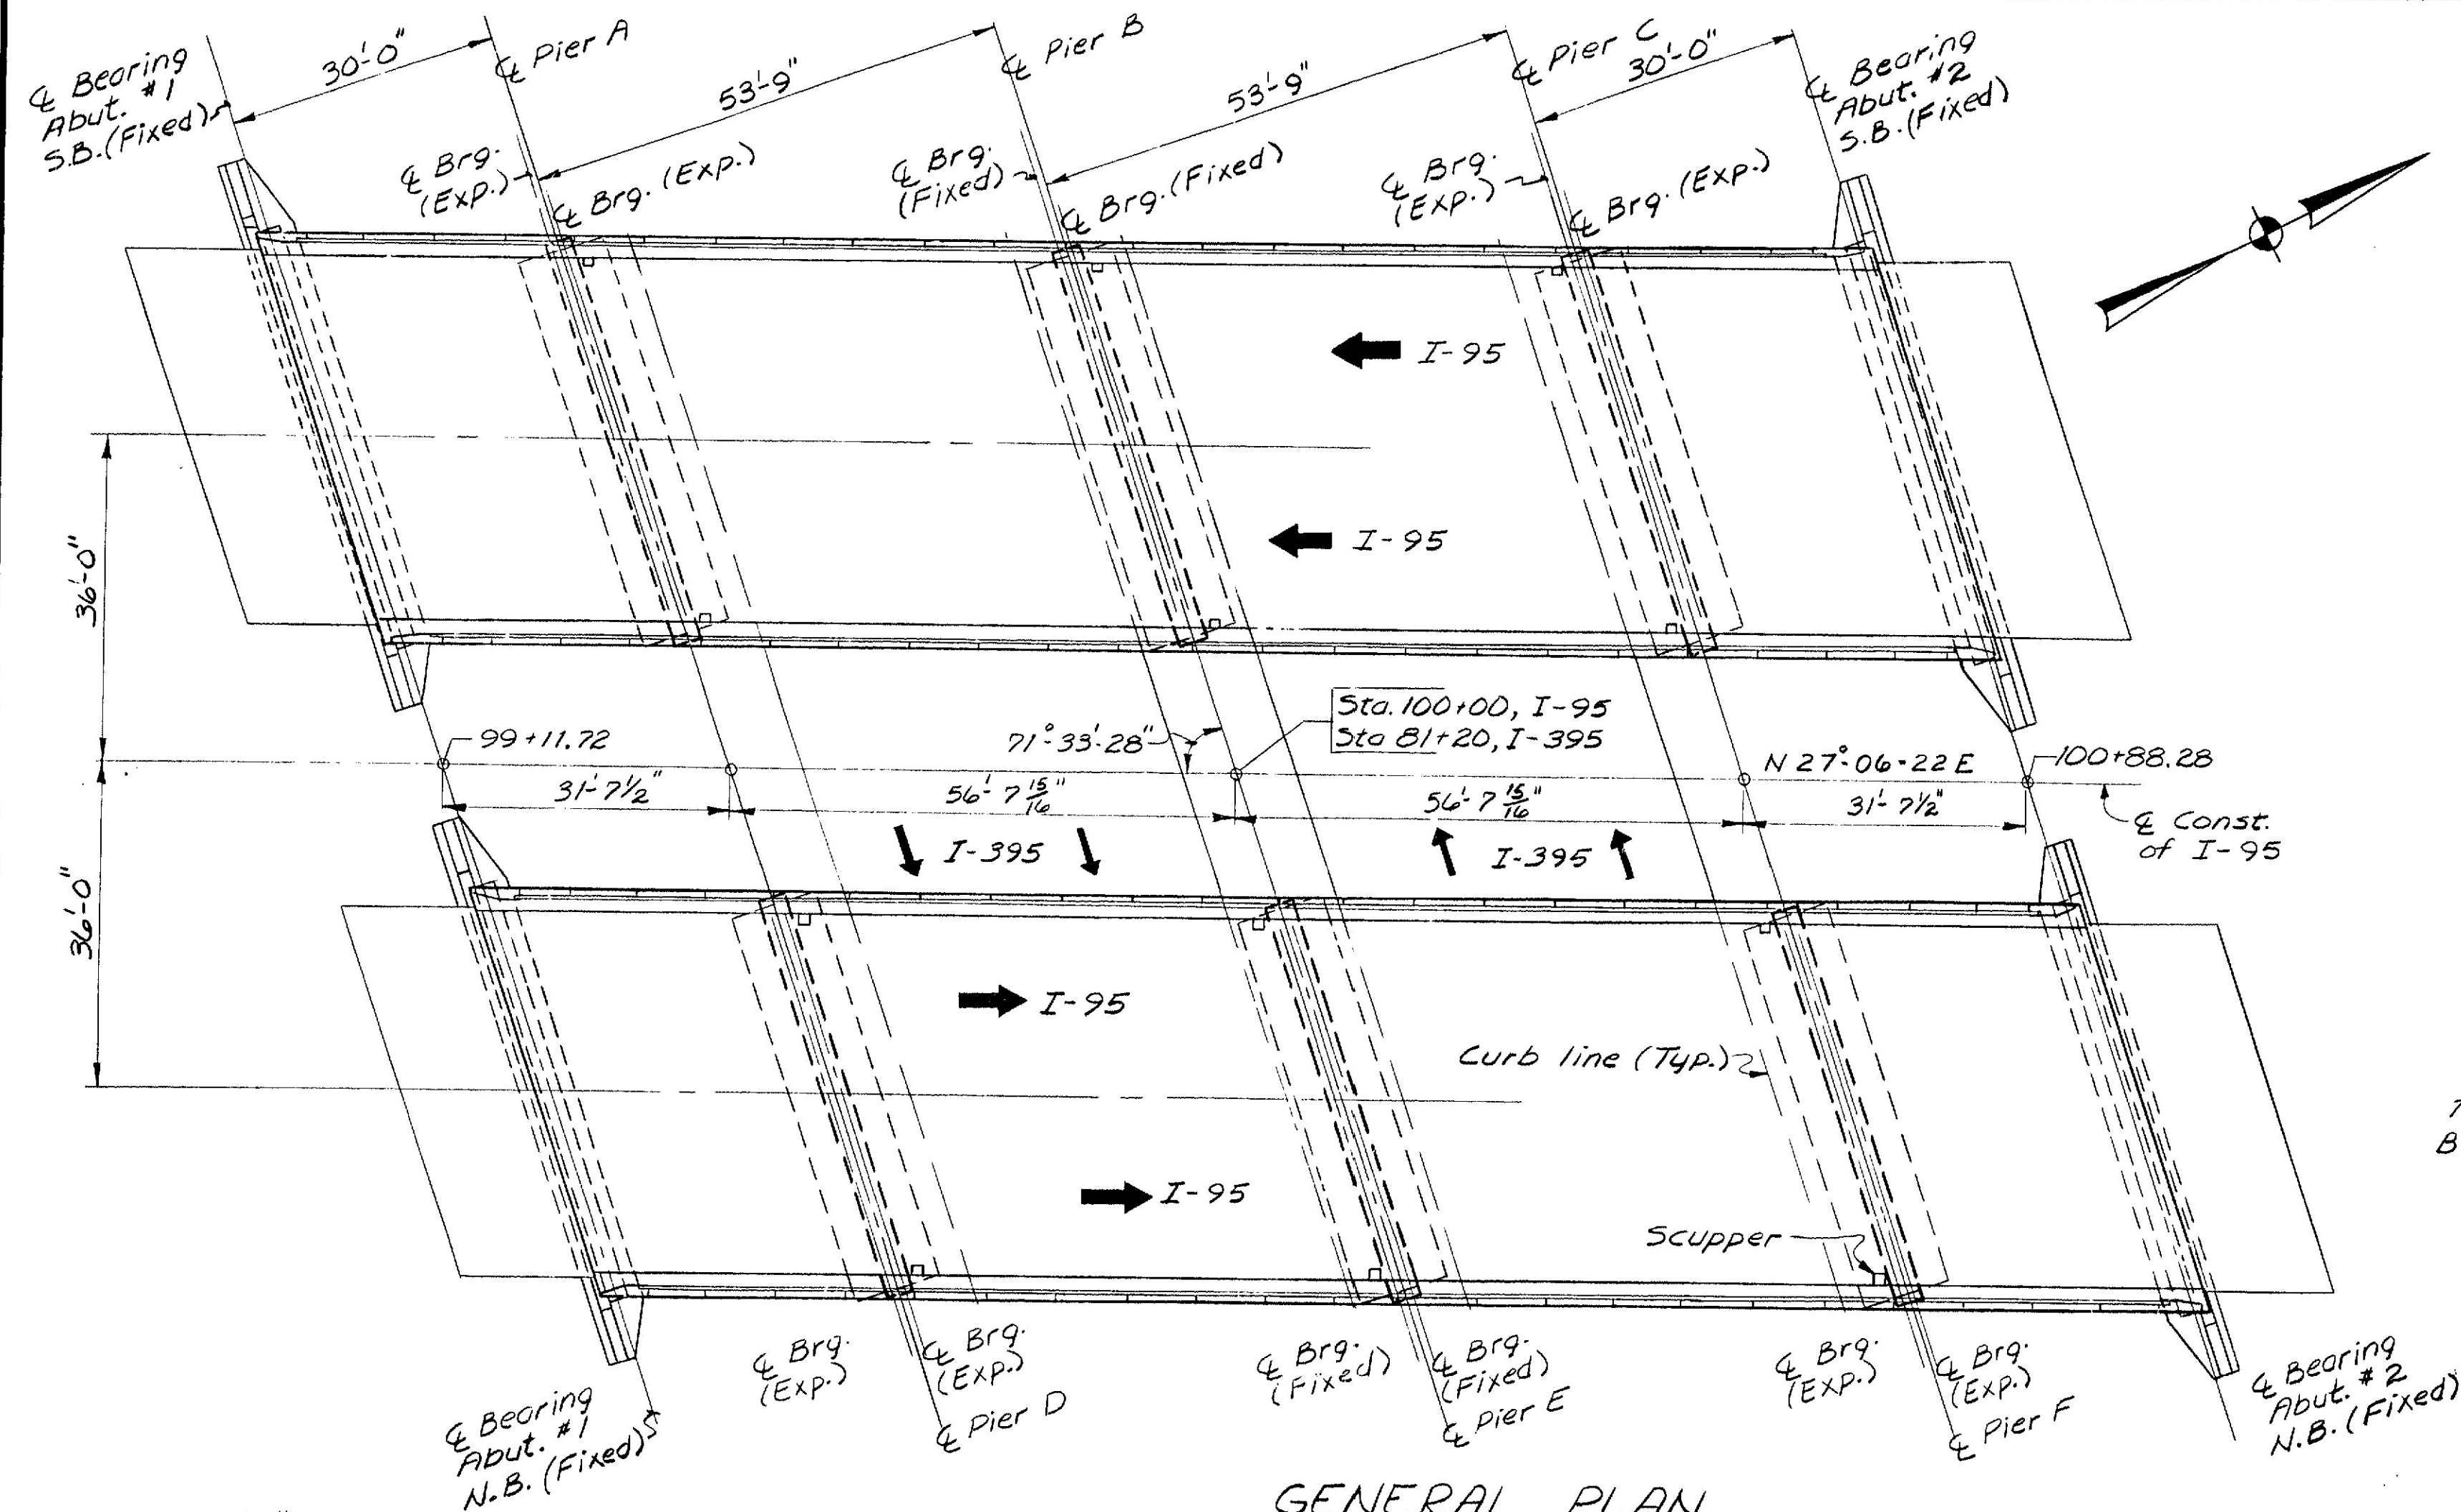 ℄ Bearing
Abut. #1
S.B. (Fixed)
30'-0"
℄ Pier A
53'-9"
℄ Pier B
53'-9"
℄ Pier C
30'-0"
℄ Bearing
Abut. #2
S.B. (Fixed)
℄ Brg.
(Exp.)
℄ Brg. (Exp.)
℄ Brg.
(Fixed)
℄ Brg. (Fixed)
℄ Brg.
(Exp.)
℄ Brg. (Exp.)
I-95
I-95
36'-0"
36'-0"
99+11.72
71°-33'-28"
Sta. 100+00, I-95
Sta 81+20, I-395
N 27°-06-22 E
100+88.28
31'-7 1/2"
56'-7 15/16"
56'-7 15/16"
31'-7 1/2"
℄ Const.
of I-95
I-395
I-395
I-95
Curb line (Typ.)
I-95
Scupper
B
℄ Brg.
(Exp.)
℄ Brg.
(Exp.)
℄ Pier D
℄ Brg.
(Fixed)
℄ Brg.
(Fixed)
℄ Pier E
℄ Brg.
(Exp.)
℄ Brg.
(Exp.)
℄ Pier F
℄ Bearing
Abut. #1
N.B. (Fixed)
℄ Bearing
Abut. #2
N.B. (Fixed)
GENERAL PLAN